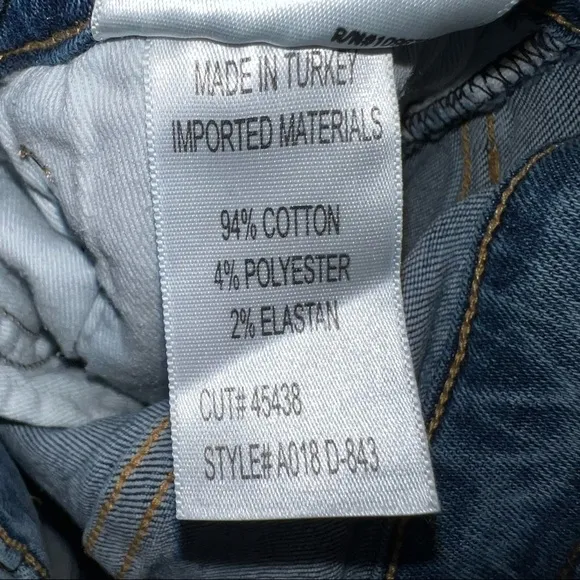 MADE IN TURKEY
IMPORTED MATERIALS
94% COTTON
4% POLYESTER
2% ELASTAN
CUT# 45438
STYLE# A018 D-843